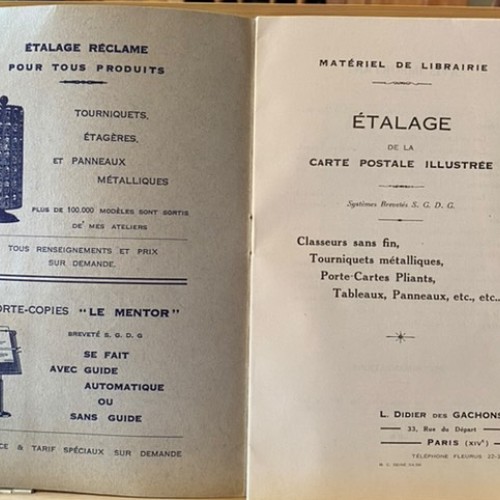 ÉTALAGE RÉCLAME
POUR TOUS PRODUITS
TOURNIQUETS,
ÉTAGÈRES,
ET PANNEAUX
MÉTALLIQUES
PLUS DE 100.000 MODÈLES SONT SORTIS
DE MES ATELIERS
TOUS RENSEIGNEMENTS ET PRIX
SUR DEMANDE.
ORTE-COPIES "LE MENTOR"
BREVETÉ S. G. D. G
SE FAIT
AVEC GUIDE
AUTOMATIQUE
OU
SANS GUIDE
CE & TARIF SPÉCIAUX SUR DEMANDE
MATÉRIEL DE LIBRAIRIE
ÉTALAGE
DE LA
CARTE POSTALE ILLUSTRÉE
Systèmes Brevetés S. G. D. G.
Classeurs sans fin,
Tourniquets métalliques,
Porte-Cartes Pliants,
Tableaux, Panneaux, etc., etc..
L. DIDIER DES GACHONS
33, Rue du Départ
PARIS (XIVᵉ)
TÉLÉPHONE FLEURUS